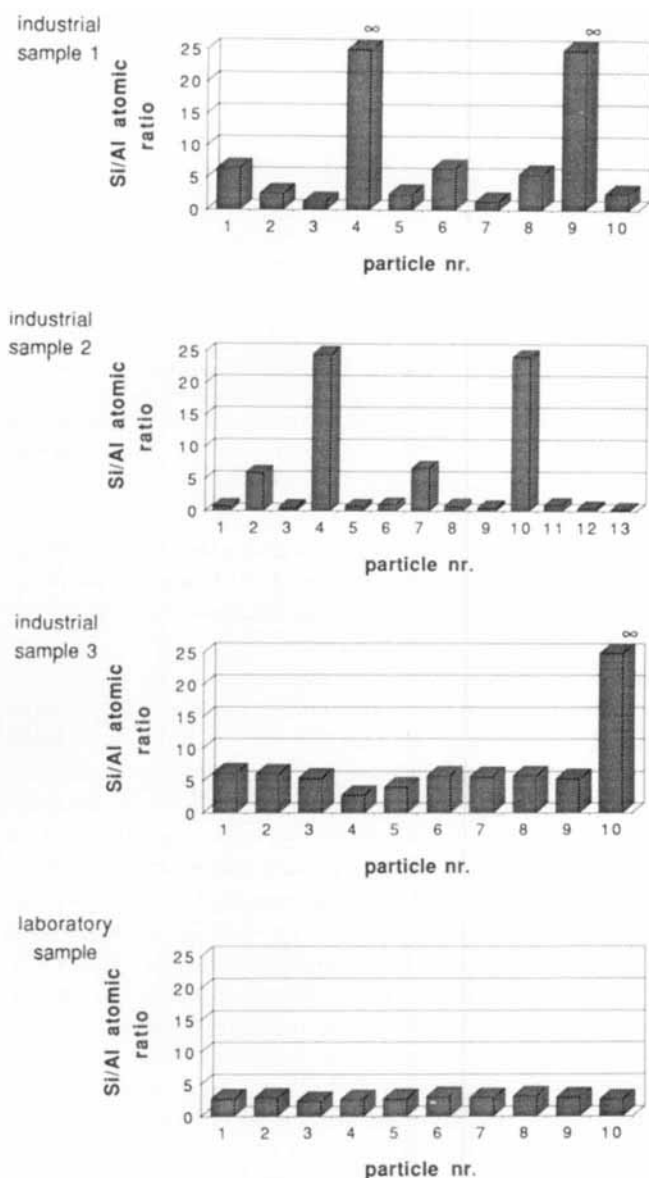 industrial
sample 1
Si/Al atomic
ratio
∞ ∞
25
20
15
10
5
0
1 2 3 4 5 6 7 8 9 10
particle nr.
industrial
sample 2
Si/Al atomic
ratio
25
20
15
10
5
0
1 2 3 4 5 6 7 8 9 10 11 12 13
particle nr.
industrial
sample 3
Si/Al atomic
ratio
∞
25
20
15
10
5
0
1 2 3 4 5 6 7 8 9 10
particle nr.
laboratory
sample
Si/Al atomic
ratio
25
20
15
10
5
0
1 2 3 4 5 6 7 8 9 10
particle nr.